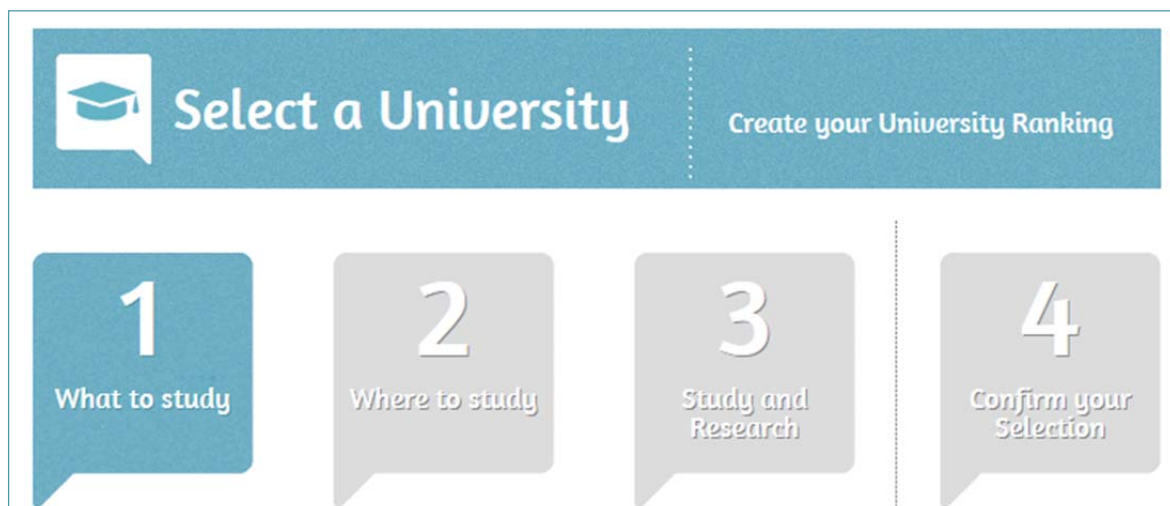 Select a University
Create your University Ranking
1
What to study
2
Where to study
3
Study and
Research
4
Confirm your
Selection